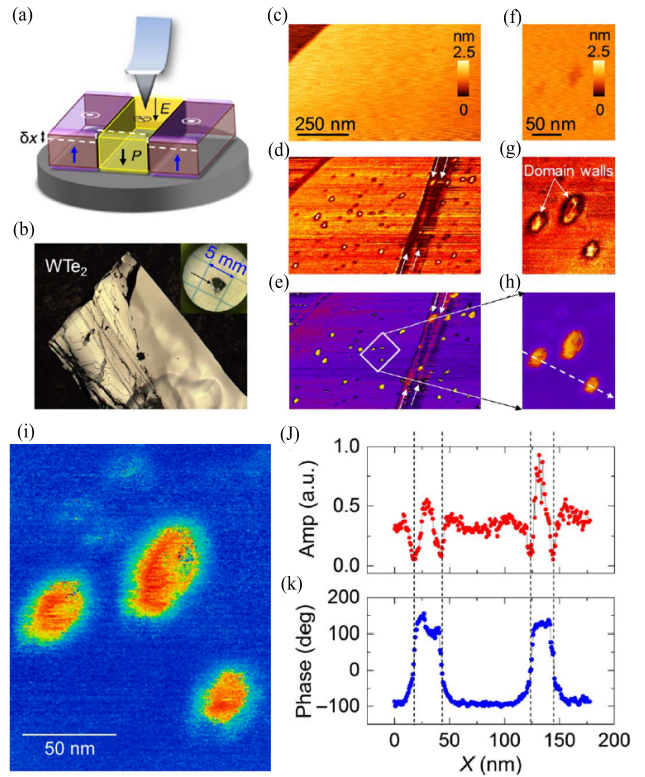 (a)
E
P
δx
(b)
WTe2
5 mm
(c)
nm
2.5
0
250 nm
(d)
(e)
(f)
nm
2.5
0
50 nm
(g)
Domain walls
(h)
(i)
50 nm
(J)
1.0
0.5
0.0
Amp (a.u.)
(k)
200
100
0
−100
Phase (deg)
0 50 100 150 200
X (nm)